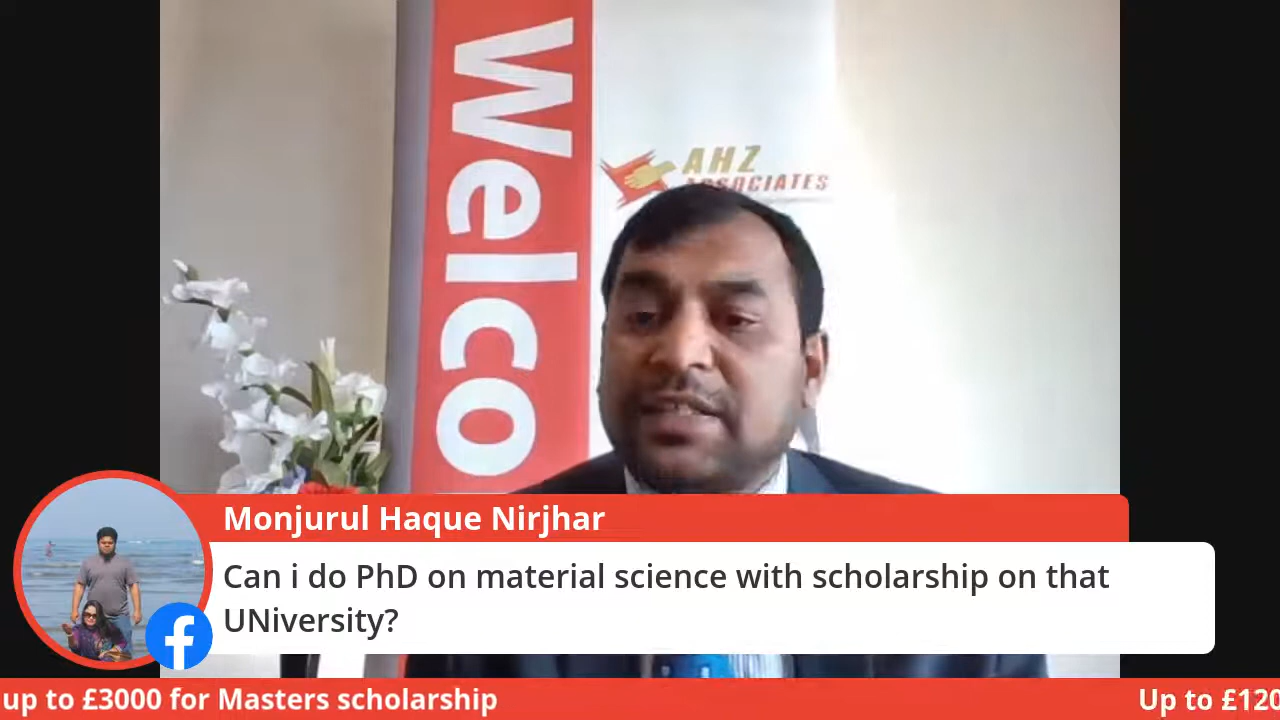 Welco
AHZ
ASSOCIATES
Monjurul Haque Nirjhar
Can i do PhD on material science with scholarship on that
UNiversity?
up to £3000 for Masters scholarship
Up to £120